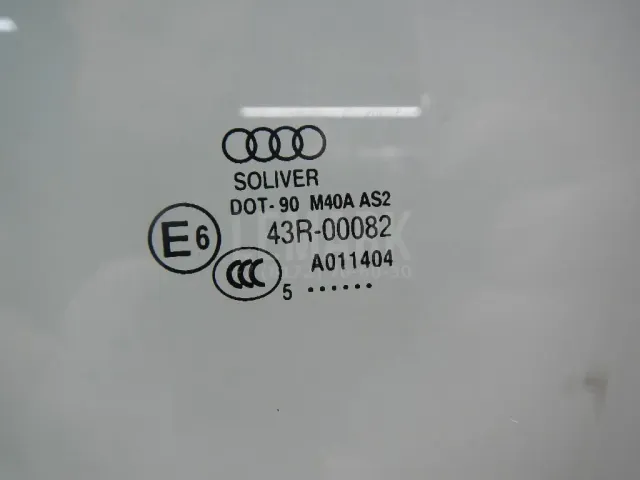 SOLIVER
DOT-90 M40A AS2
E6 43R-00082
CCC A011404
5 ......